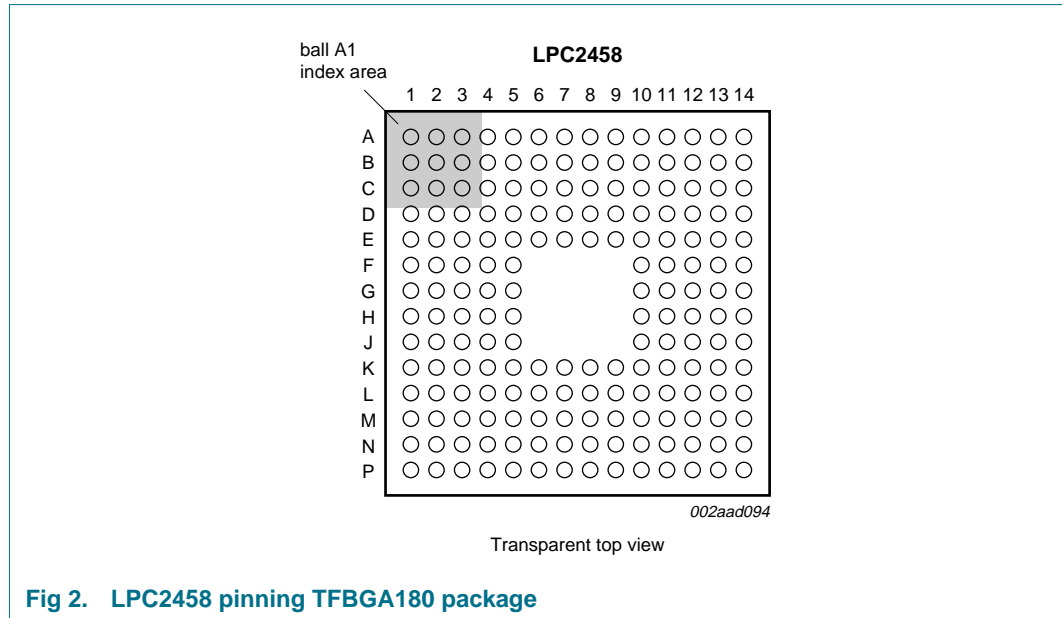 ball A1
index area
LPC2458
1 2 3 4 5 6 7 8 9 10 11 12 13 14
A
B
C
D
E
F
G
H
J
K
L
M
N
P
002aad094
Transparent top view
Fig 2. LPC2458 pinning TFBGA180 package